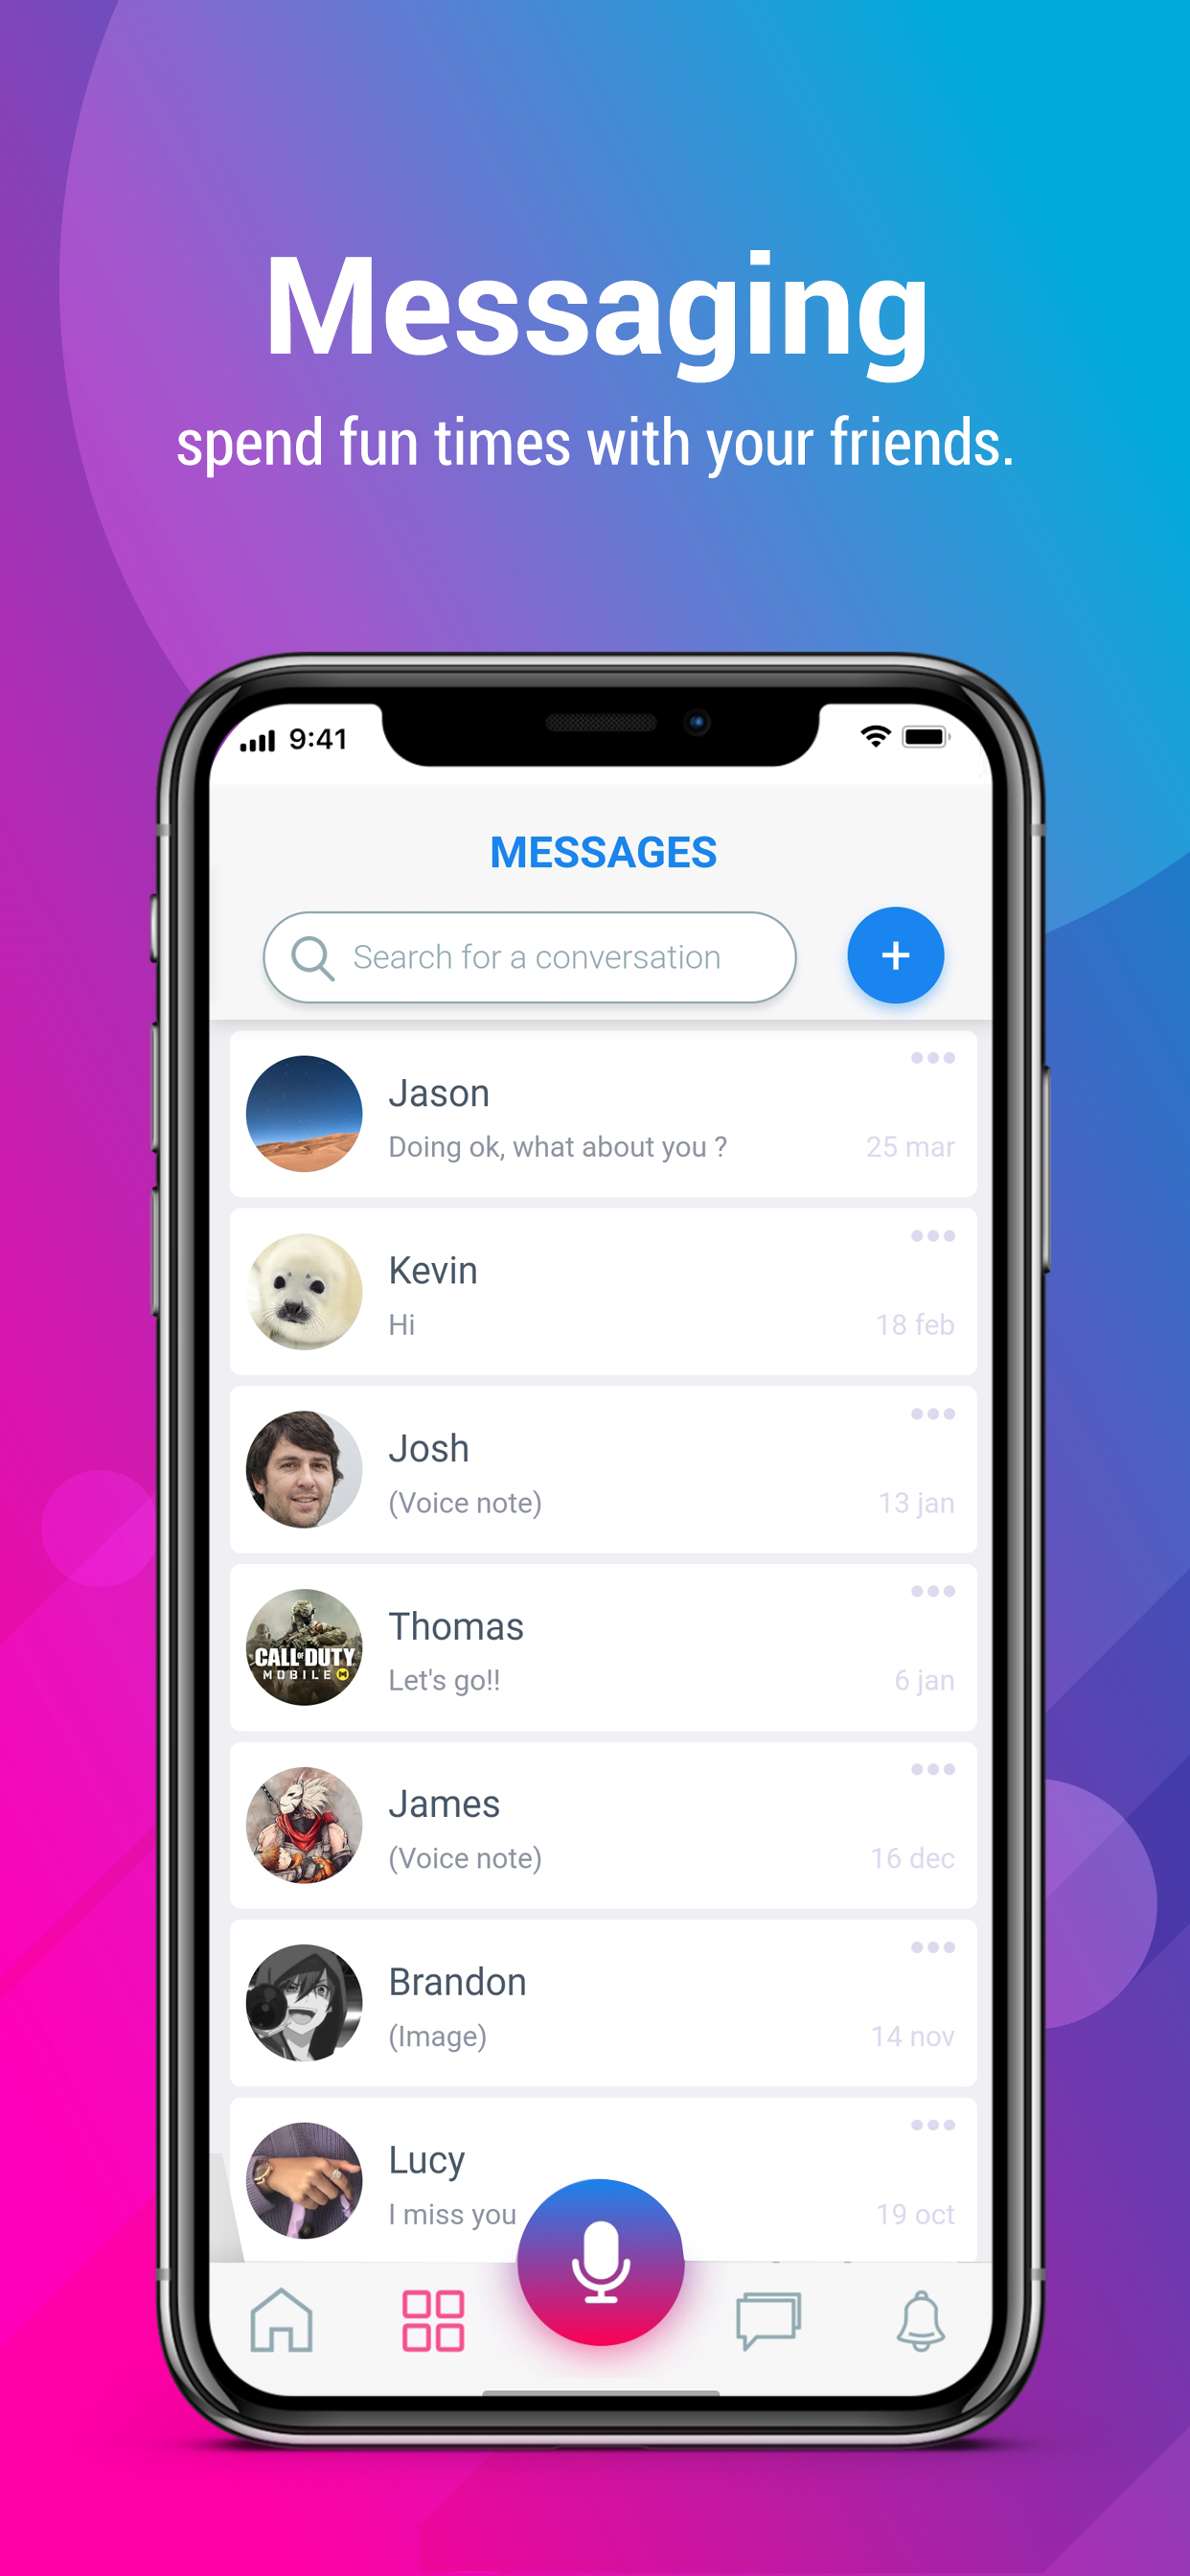 Messaging
spend fun times with your friends.
9:41
MESSAGES
Search for a conversation
+
Jason
Doing ok, what about you ?
25 mar
Kevin
Hi
18 feb
Josh
(Voice note)
13 jan
CALL OF DUTY
MOBILE
Thomas
Let's go!!
6 jan
James
(Voice note)
16 dec
Brandon
(Image)
14 nov
Lucy
I miss you
19 oct